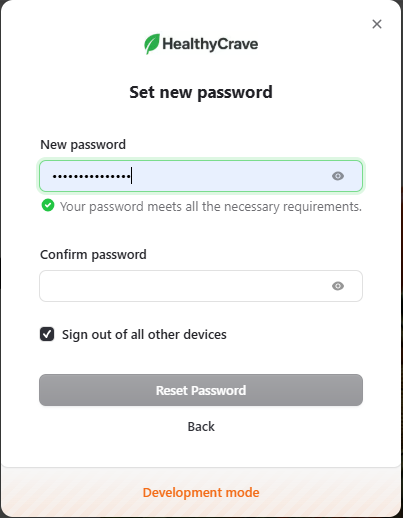 HealthyCrave
Set new password
New password
•••••••••••••••
Your password meets all the necessary requirements.
Confirm password
Sign out of all other devices
Reset Password
Back
Development mode